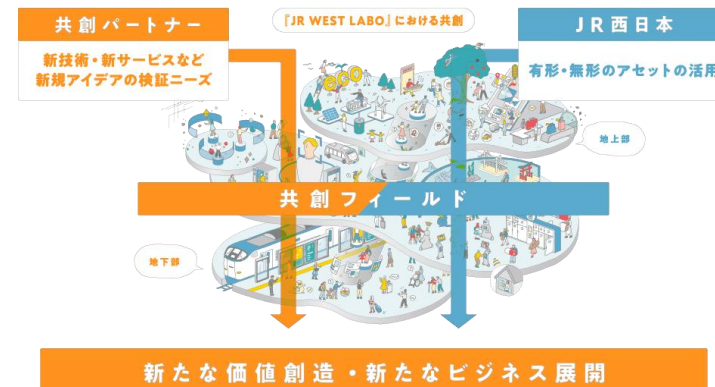 共創パートナー
新技術・新サービスなど
新規アイデアの検証ニーズ
『JR WEST LABO』における共創
JR西日本
有形・無形のアセットの活用
地上部
共創フィールド
地下部
新たな価値創造・新たなビジネス展開